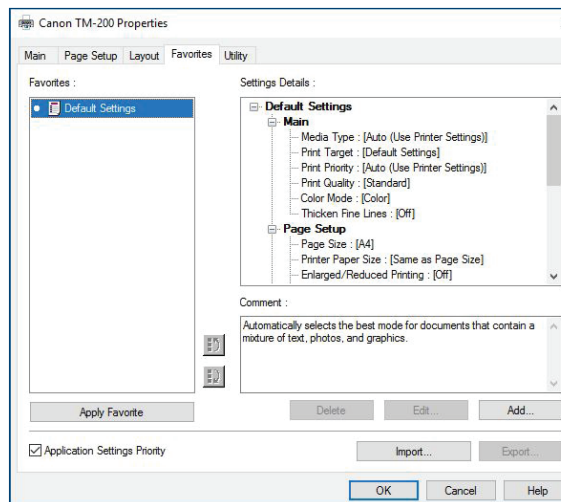 Canon TM-200 Properties
Main Page Setup Layout Favorites Utility
Favorites :
Default Settings
Settings Details :
Default Settings
Main
Media Type : [Auto (Use Printer Settings)]
Print Target : [Default Settings]
Print Priority : [Auto (Use Printer Settings)]
Print Quality : [Standard]
Color Mode : [Color]
Thicken Fine Lines : [Off]
Page Setup
Page Size : [A4]
Printer Paper Size : [Same as Page Size]
Enlarged/Reduced Printing : [Off]
Comment :
Automatically selects the best mode for documents that contain a
mixture of text, photos, and graphics.
Apply Favorite
Delete Edit... Add...
Application Settings Priority
Import... Export...
OK Cancel Help